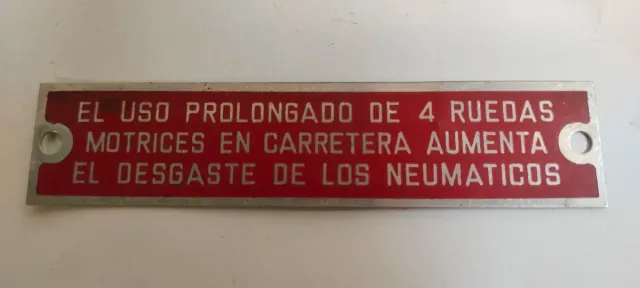 EL USO PROLONGADO DE 4 RUEDAS
MOTRICES EN CARRETERA AUMENTA
EL DESGASTE DE LOS NEUMATICOS